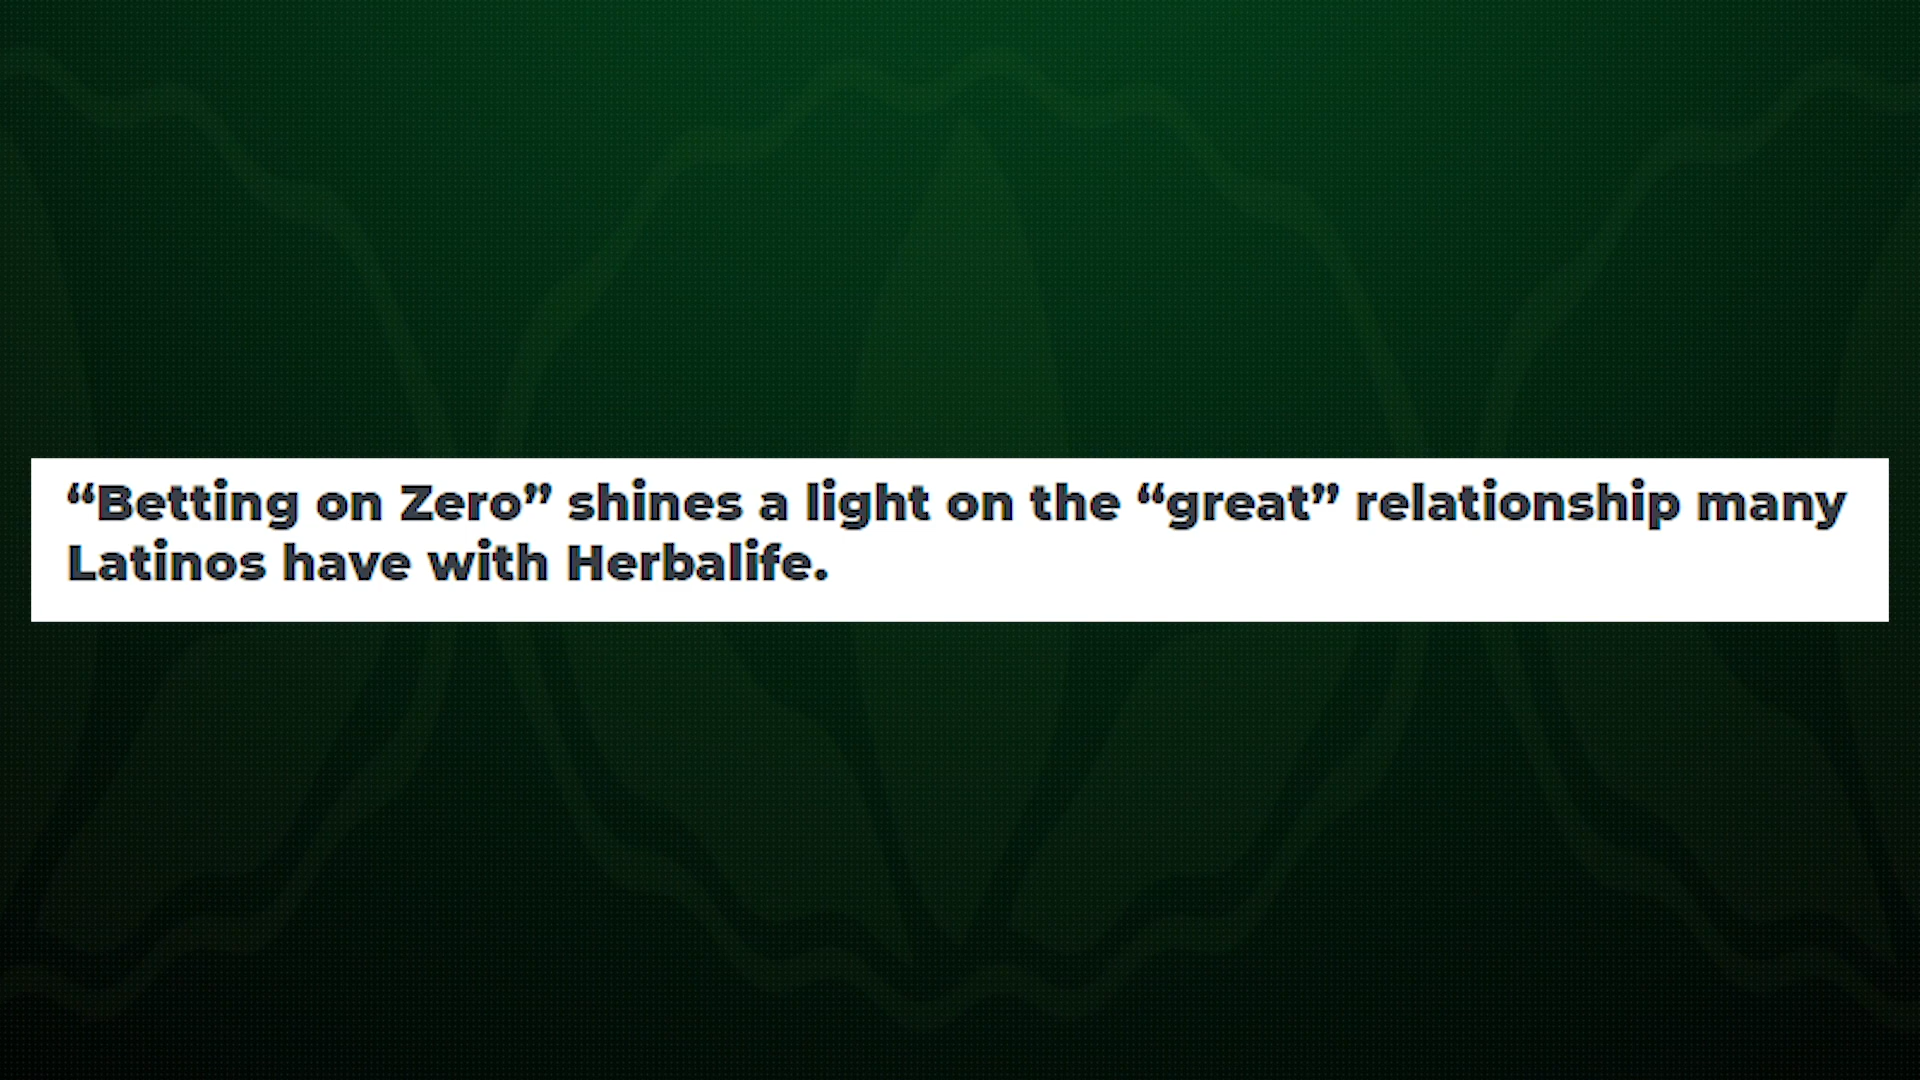 “Betting on Zero” shines a light on the “great” relationship many
Latinos have with Herbalife.